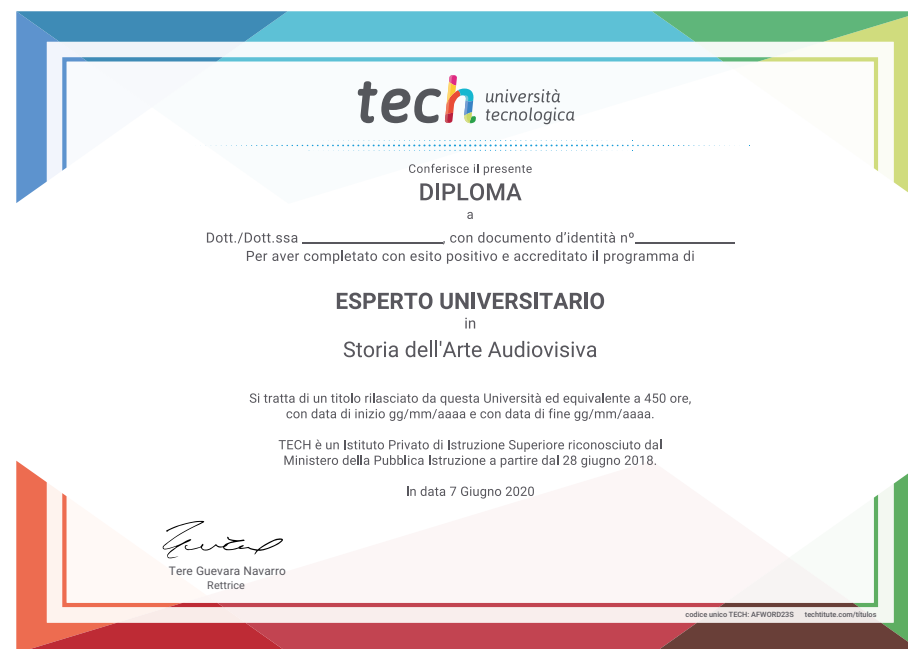 tech università
tecnologica
Conferisce il presente
DIPLOMA
a
Dott./Dott.ssa ____________________, con documento d'identità nº______________
Per aver completato con esito positivo e accreditato il programma di
ESPERTO UNIVERSITARIO
in
Storia dell'Arte Audiovisiva
Si tratta di un titolo rilasciato da questa Università ed equivalente a 450 ore,
con data di inizio gg/mm/aaaa e con data di fine gg/mm/aaaa.
TECH è un Istituto Privato di Istruzione Superiore riconosciuto dal
Ministero della Pubblica Istruzione a partire dal 28 giugno 2018.
In data 7 Giugno 2020
Tere Guevara Navarro
Rettrice
codice unico TECH: AFWORD23S techtitute.com/titulos